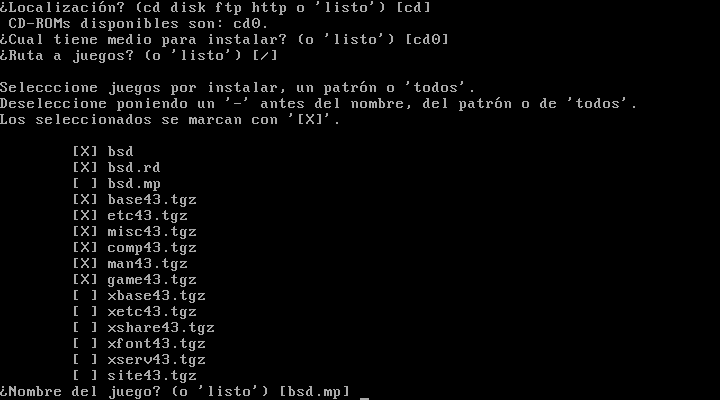 ¿Localización? (cd disk ftp http o 'listo') [cd]
CD-ROMs disponibles son: cd0.
¿Cual tiene medio para instalar? (o 'listo') [cd0]
¿Ruta a juegos? (o 'listo') [/]
Selecccione juegos por instalar, un patrón o 'todos'.
Deseleccione poniendo un '-' antes del nombre, del patrón o de 'todos'.
Los seleccionados se marcan con '[X]'.
[X] bsd
[X] bsd.rd
[ ] bsd.mp
[X] base43.tgz
[X] etc43.tgz
[X] misc43.tgz
[X] comp43.tgz
[X] man43.tgz
[X] game43.tgz
[ ] xbase43.tgz
[ ] xetc43.tgz
[ ] xshare43.tgz
[ ] xfont43.tgz
[ ] xserv43.tgz
[ ] site43.tgz
¿Nombre del juego? (o 'listo') [bsd.mp] _